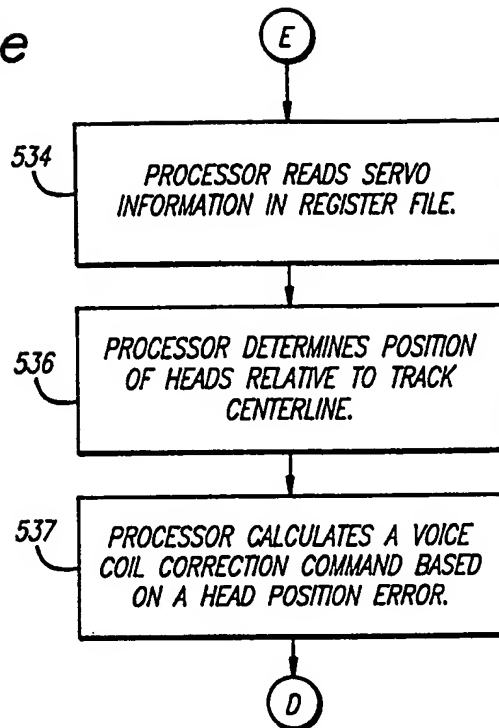 e
E
534
PROCESSOR READS SERVO
INFORMATION IN REGISTER FILE.
536
PROCESSOR DETERMINES POSITION
OF HEADS RELATIVE TO TRACK
CENTERLINE.
537
PROCESSOR CALCULATES A VOICE
COIL CORRECTION COMMAND BASED
ON A HEAD POSITION ERROR.
D